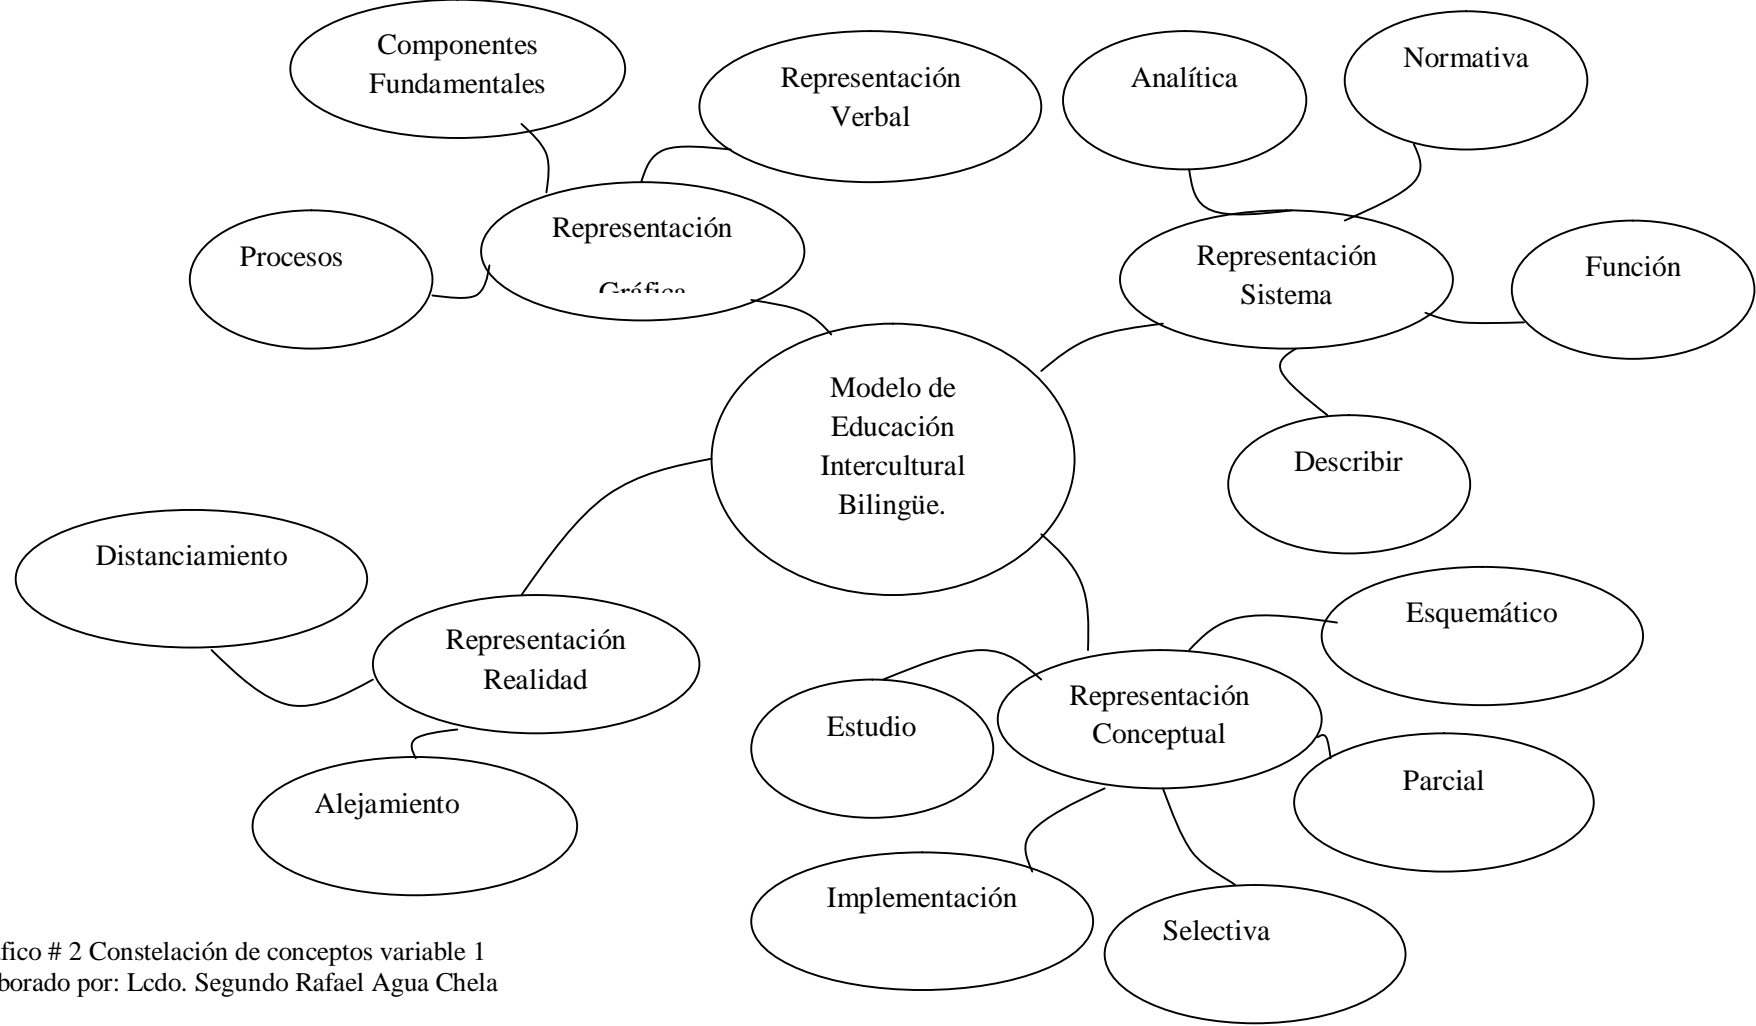 Componentes
Fundamentales
Representación
Verbal
Analítica
Normativa
Procesos
Representación
Gráfica
Representación
Sistema
Función
Modelo de
Educación
Intercultural
Bilingüe.
Describir
Distanciamiento
Representación
Realidad
Alejamiento
Esquemático
Estudio
Representación
Conceptual
Parcial
Implementación
Selectiva
fico # 2 Constelación de conceptos variable 1
borado por: Lcdo. Segundo Rafael Agua Chela